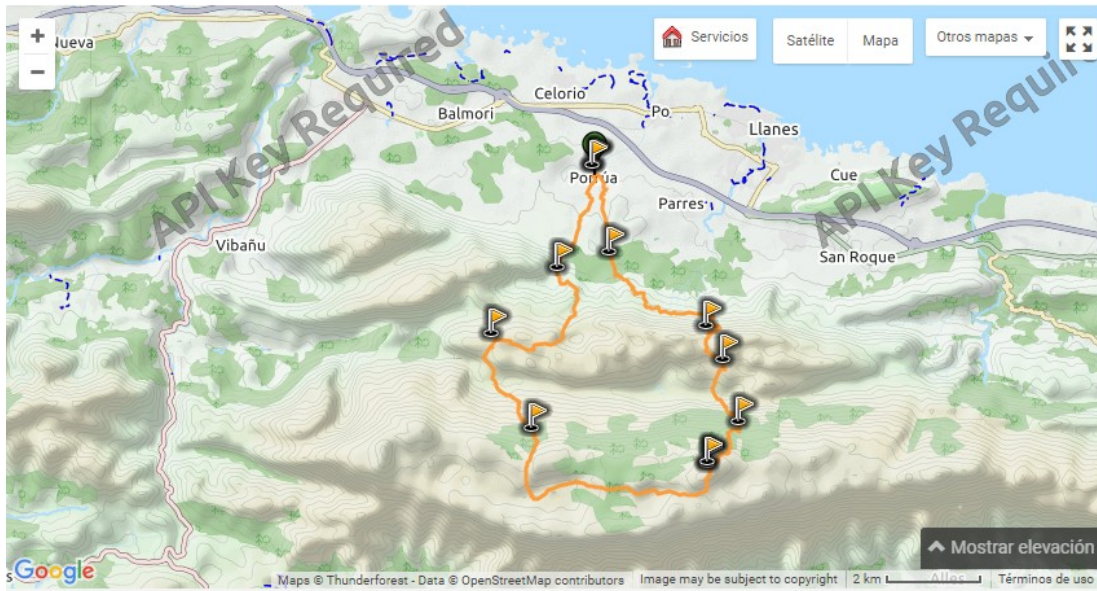 +
−
Nueva
Servicios
Satélite
Mapa
Otros mapas
API Key Required
API Key Required
Celorio
Balmori
Po
Llanes
Cue
Parres
Vibañu
San Roque
Mostrar elevación
Google
Maps © Thunderforest - Data © OpenStreetMap contributors
Image may be subject to copyright
2 km
Alles
Términos de uso